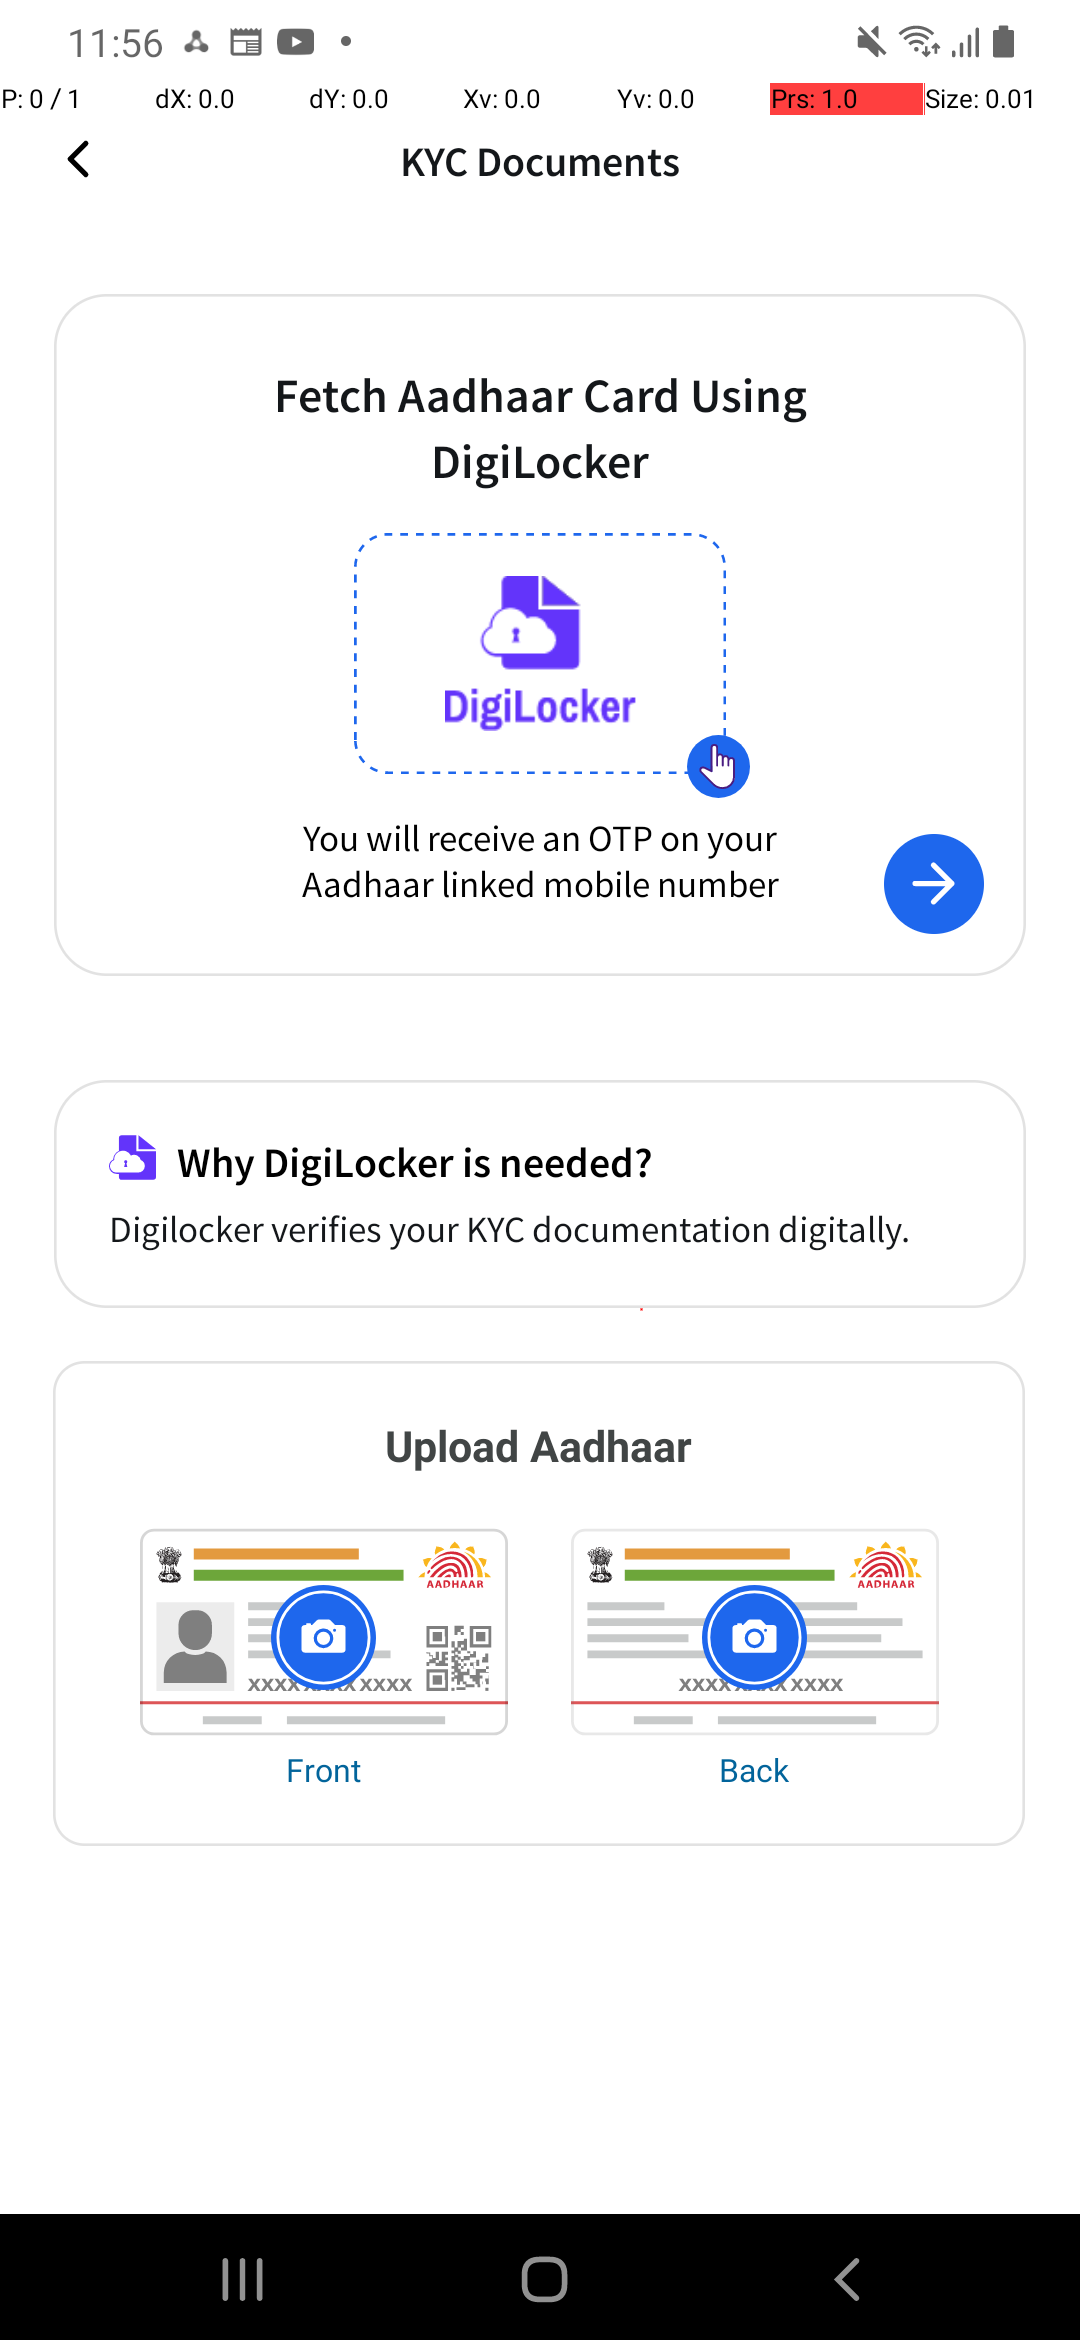 11:56
P: 0 / 1 dX: 0.0 dY: 0.0 Xv: 0.0 Yv: 0.0 Prs: 1.0 Size: 0.01
KYC Documents
Fetch Aadhaar Card Using
DigiLocker
DigiLocker
You will receive an OTP on your
Aadhaar linked mobile number
Why DigiLocker is needed?
Digilocker verifies your KYC documentation digitally.
Upload Aadhaar
AADHAAR
AADHAAR
XXXX XXXX XXXX
XXXX XXXX XXXX
Front
Back